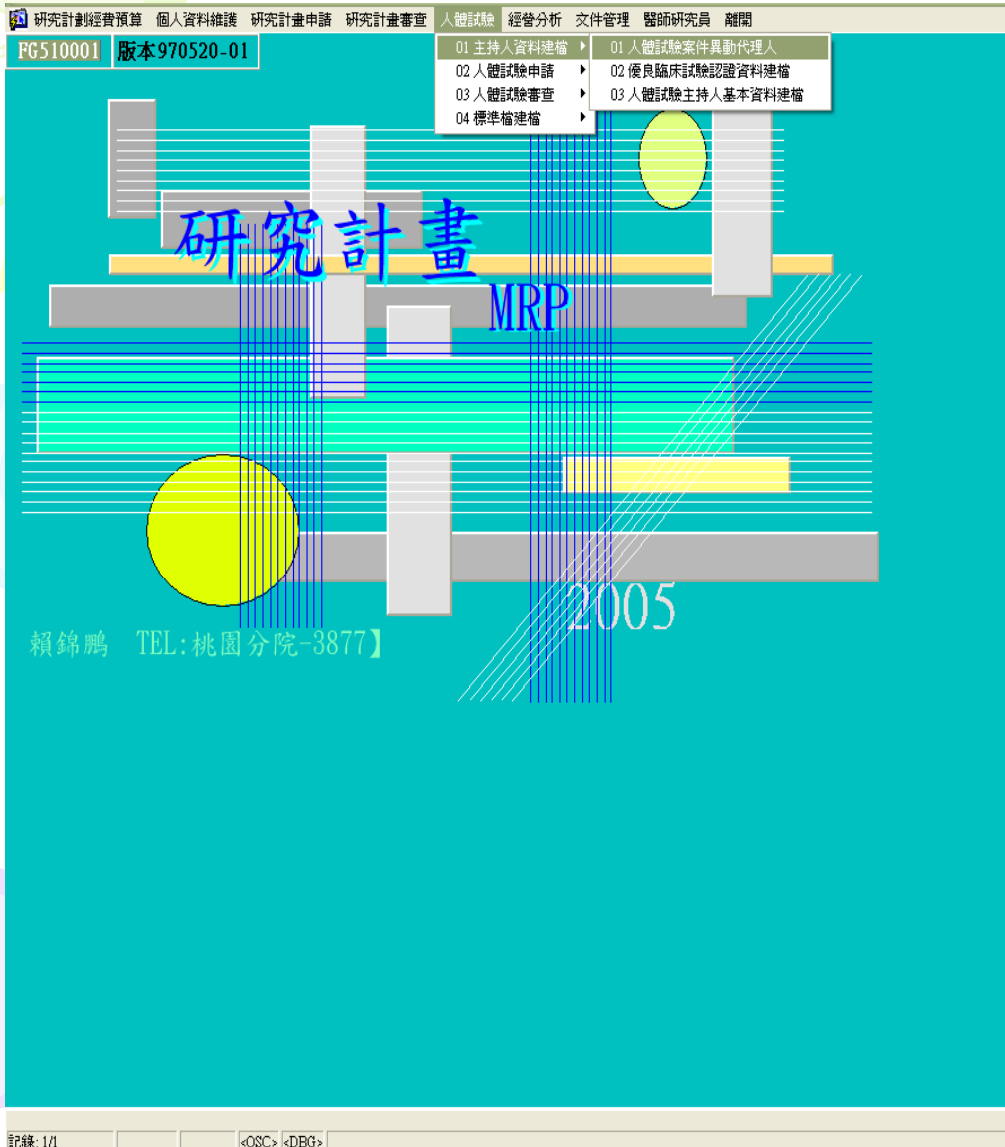 研究計劃經費預算 個人資料維護 研究計畫申請 研究計畫審查 人體試驗 經營分析 文件管理 醫師研究員 離開
FG510001 版本970520-01
01 主持人資料建檔
02 人體試驗申請
03 人體試驗審查
04 標準檔建檔
01 人體試驗案件異動代理人
02 優良臨床試驗認證資料建檔
03 人體試驗主持人基本資料建檔
研究計畫
MRP
2005
賴錦鵬 TEL:桃園分院-3877】
記錄: 1/1 <OSC> <DBG>